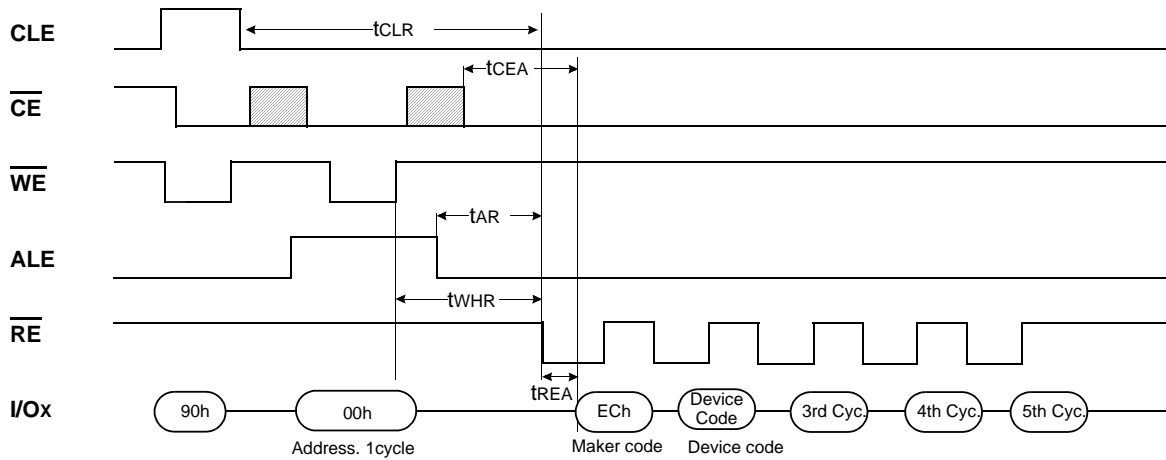 CLE
tCLR
tCEA
CE
WE
tAR
ALE
tWHR
RE
tREA
I/Ox
90h
00h
ECh
Device
Code
3rd Cyc.
4th Cyc.
5th Cyc.
Address. 1cycle
Maker code
Device code